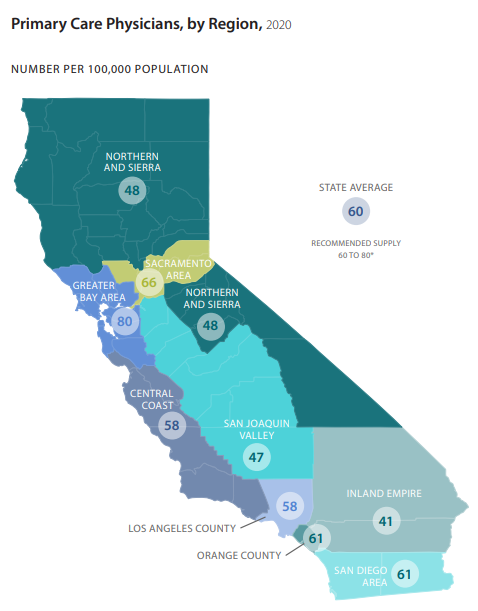 Primary Care Physicians, by Region, 2020
NUMBER PER 100,000 POPULATION
NORTHERN
AND SIERRA
48
STATE AVERAGE
60
RECOMMENDED SUPPLY
60 TO 80*
SACRAMENTO
AREA
66
GREATER
BAY AREA
80
NORTHERN
AND SIERRA
48
CENTRAL
COAST
58
SAN JOAQUIN
VALLEY
47
INLAND EMPIRE
41
58
LOS ANGELES COUNTY
61
ORANGE COUNTY
SAN DIEGO
AREA
61